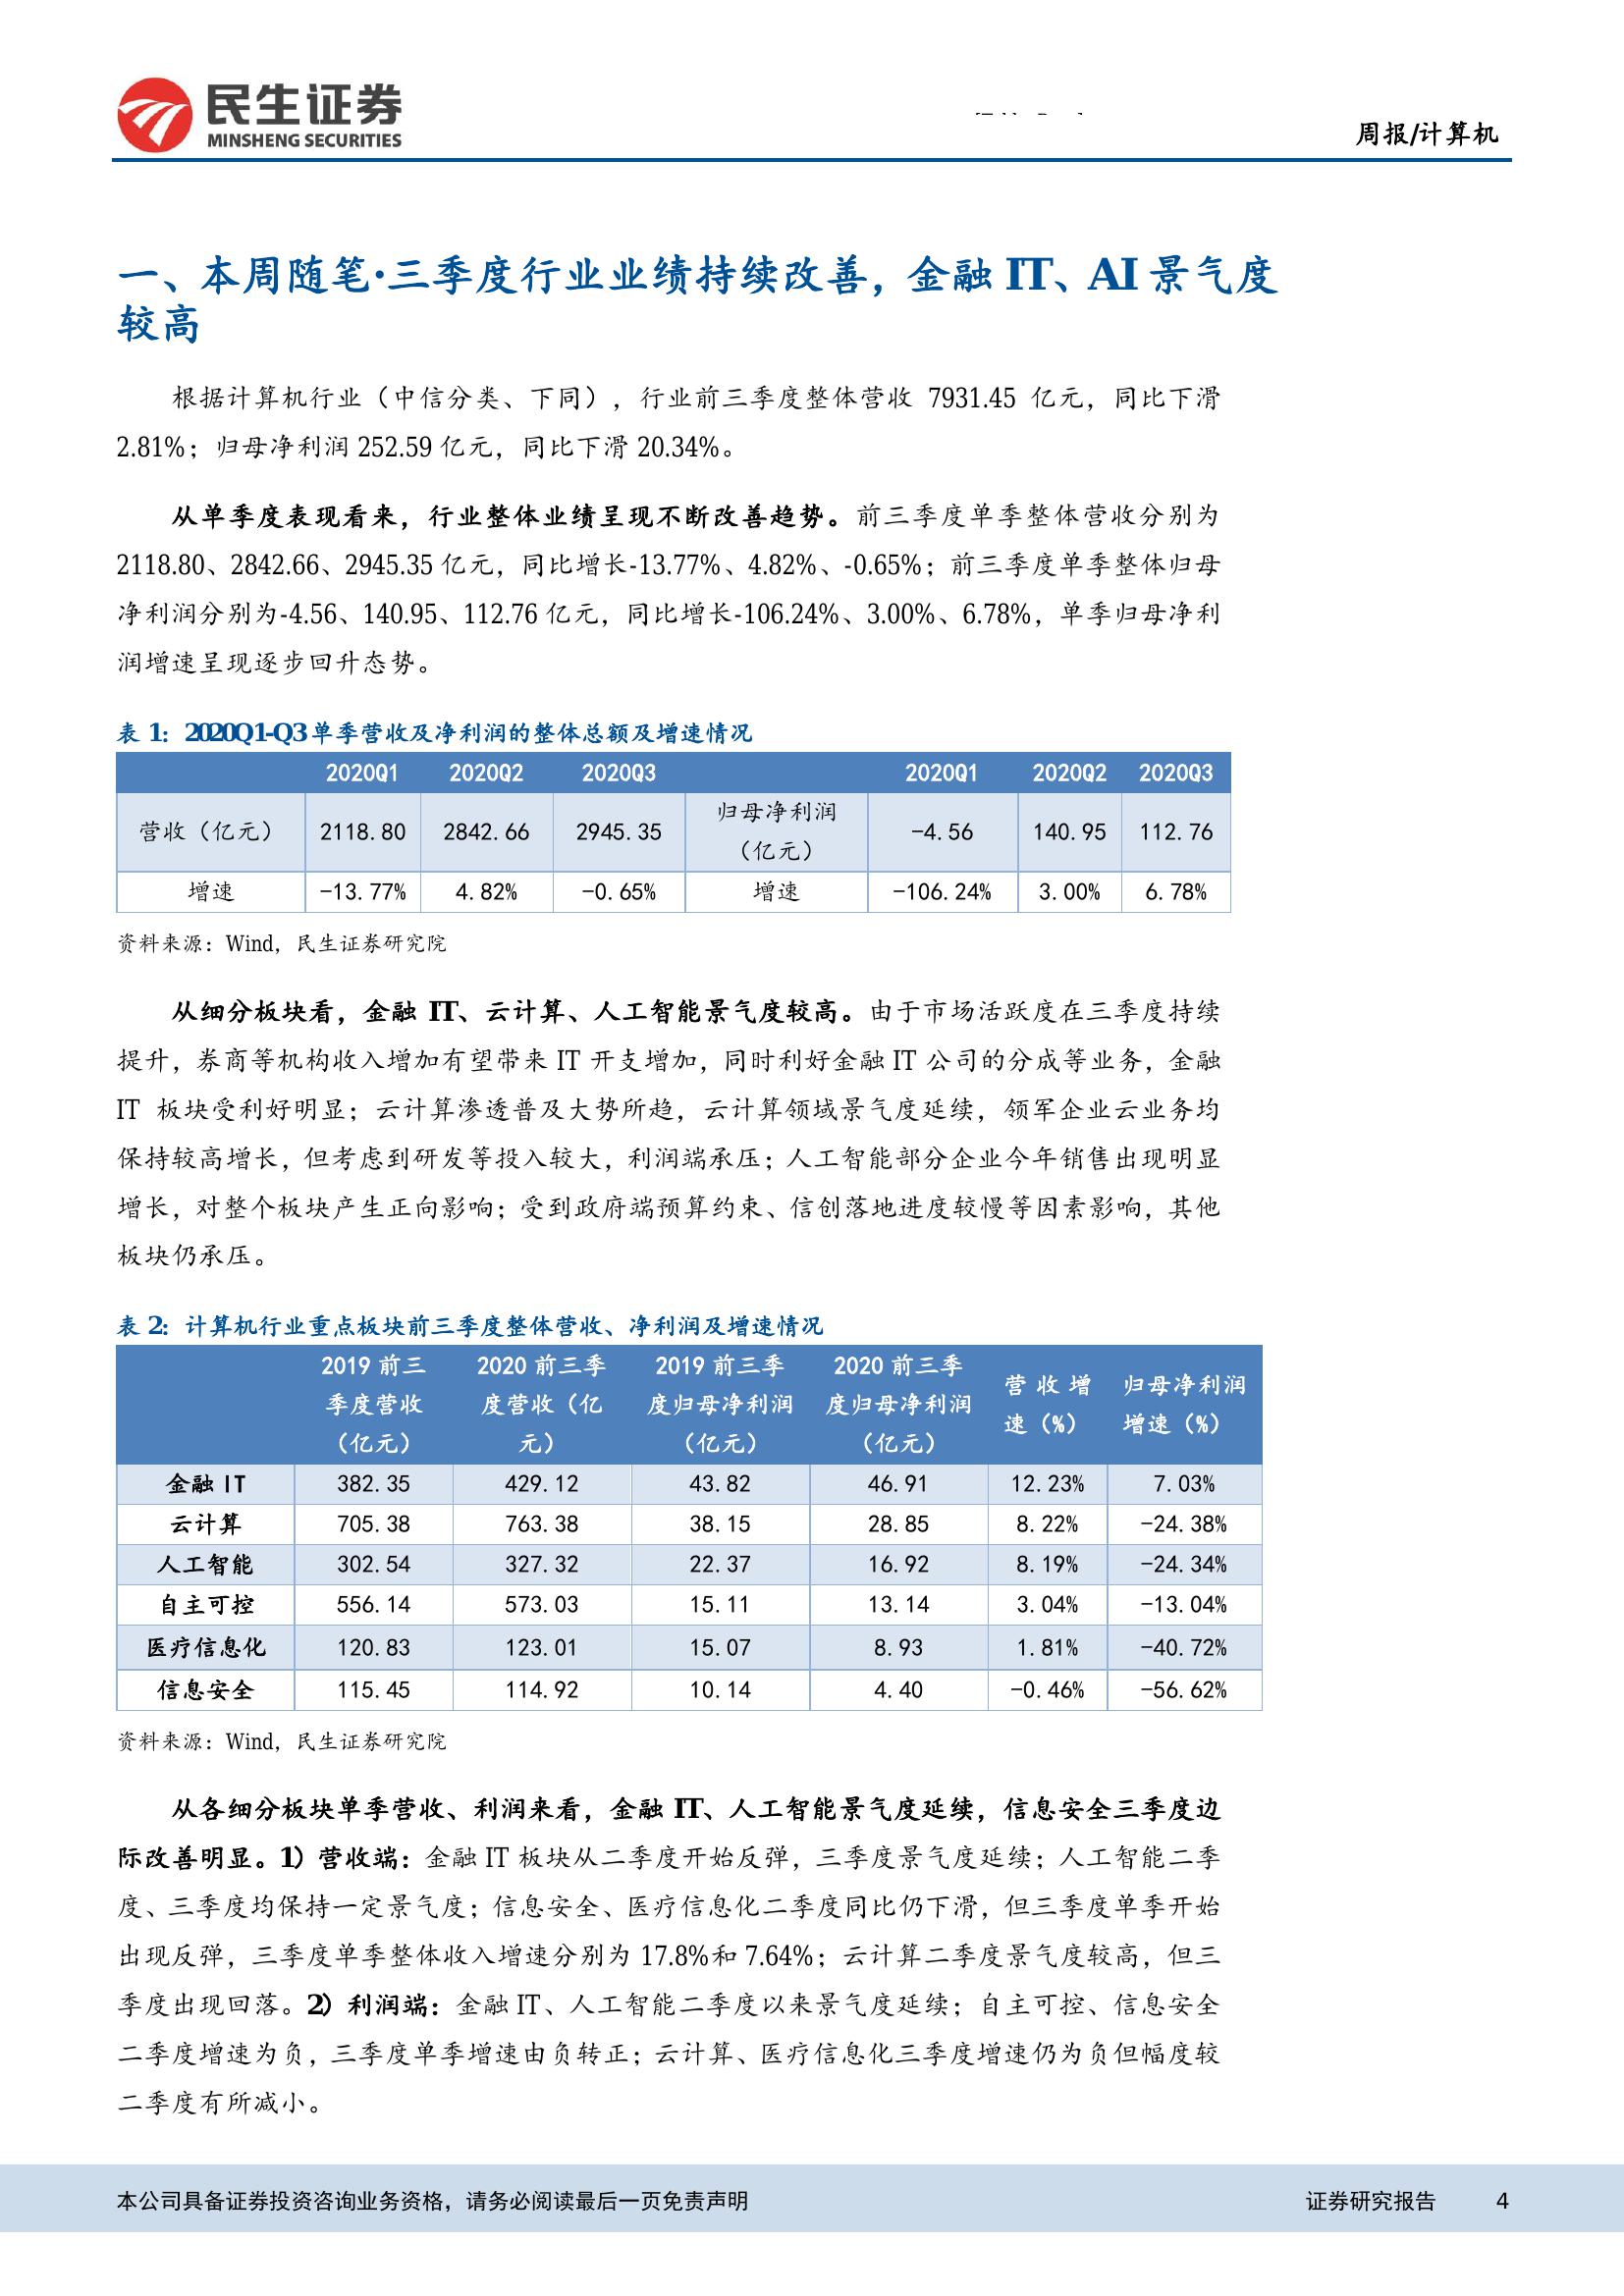 民生证券
MINSHENG SECURITIES
周报/计算机
一、本周随笔·三季度行业业绩持续改善，金融 IT、AI 景气度
较高
根据计算机行业（中信分类、下同），行业前三季度整体营收 7931.45 亿元，同比下滑
2.81%；归母净利润 252.59 亿元，同比下滑 20.34%。
从单季度表现看来，行业整体业绩呈现不断改善趋势。前三季度单季整体营收分别为
2118.80、2842.66、2945.35 亿元，同比增长-13.77%、4.82%、-0.65%；前三季度单季整体归母
净利润分别为-4.56、140.95、112.76 亿元，同比增长-106.24%、3.00%、6.78%，单季归母净利
润增速呈现逐步回升态势。
表 1：2020Q1-Q3 单季营收及净利润的整体总额及增速情况
2020Q1 2020Q2 2020Q3 2020Q1 2020Q2 2020Q3
营收（亿元） 2118.80 2842.66 2945.35 归母净利润（亿元） -4.56 140.95 112.76
增速 -13.77% 4.82% -0.65% 增速 -106.24% 3.00% 6.78%
资料来源：Wind，民生证券研究院
从细分板块看，金融 IT、云计算、人工智能景气度较高。由于市场活跃度在三季度持续
提升，券商等机构收入增加有望带来 IT 开支增加，同时利好金融 IT 公司的分成等业务，金融
IT 板块受利好明显；云计算渗透普及大势所趋，云计算领域景气度延续，领军企业云业务均
保持较高增长，但考虑到研发等投入较大，利润端承压；人工智能部分企业今年销售出现明显
增长，对整个板块产生正向影响；受到政府端预算约束、信创落地进度较慢等因素影响，其他
板块仍承压。
表 2：计算机行业重点板块前三季度整体营收、净利润及增速情况
2019 前三季度营收（亿元） 2020 前三季度营收（亿元） 2019 前三季度归母净利润（亿元） 2020 前三季度归母净利润（亿元） 营收增速（%） 归母净利润增速（%）
金融 IT 382.35 429.12 43.82 46.91 12.23% 7.03%
云计算 705.38 763.38 38.15 28.85 8.22% -24.38%
人工智能 302.54 327.32 22.37 16.92 8.19% -24.34%
自主可控 556.14 573.03 15.11 13.14 3.04% -13.04%
医疗信息化 120.83 123.01 15.07 8.93 1.81% -40.72%
信息安全 115.45 114.92 10.14 4.40 -0.46% -56.62%
资料来源：Wind，民生证券研究院
从各细分板块单季营收、利润来看，金融 IT、人工智能景气度延续，信息安全三季度边
际改善明显。1）营收端：金融 IT 板块从二季度开始反弹，三季度景气度延续；人工智能二季
度、三季度均保持一定景气度；信息安全、医疗信息化二季度同比仍下滑，但三季度单季开始
出现反弹，三季度单季整体收入增速分别为 17.8%和 7.64%；云计算二季度景气度较高，但三
季度出现回落。2）利润端：金融 IT、人工智能二季度以来景气度延续；自主可控、信息安全
二季度增速为负，三季度单季增速由负转正；云计算、医疗信息化三季度增速仍为负但幅度较
二季度有所减小。
本公司具备证券投资咨询业务资格，请务必阅读最后一页免责声明 证券研究报告 4